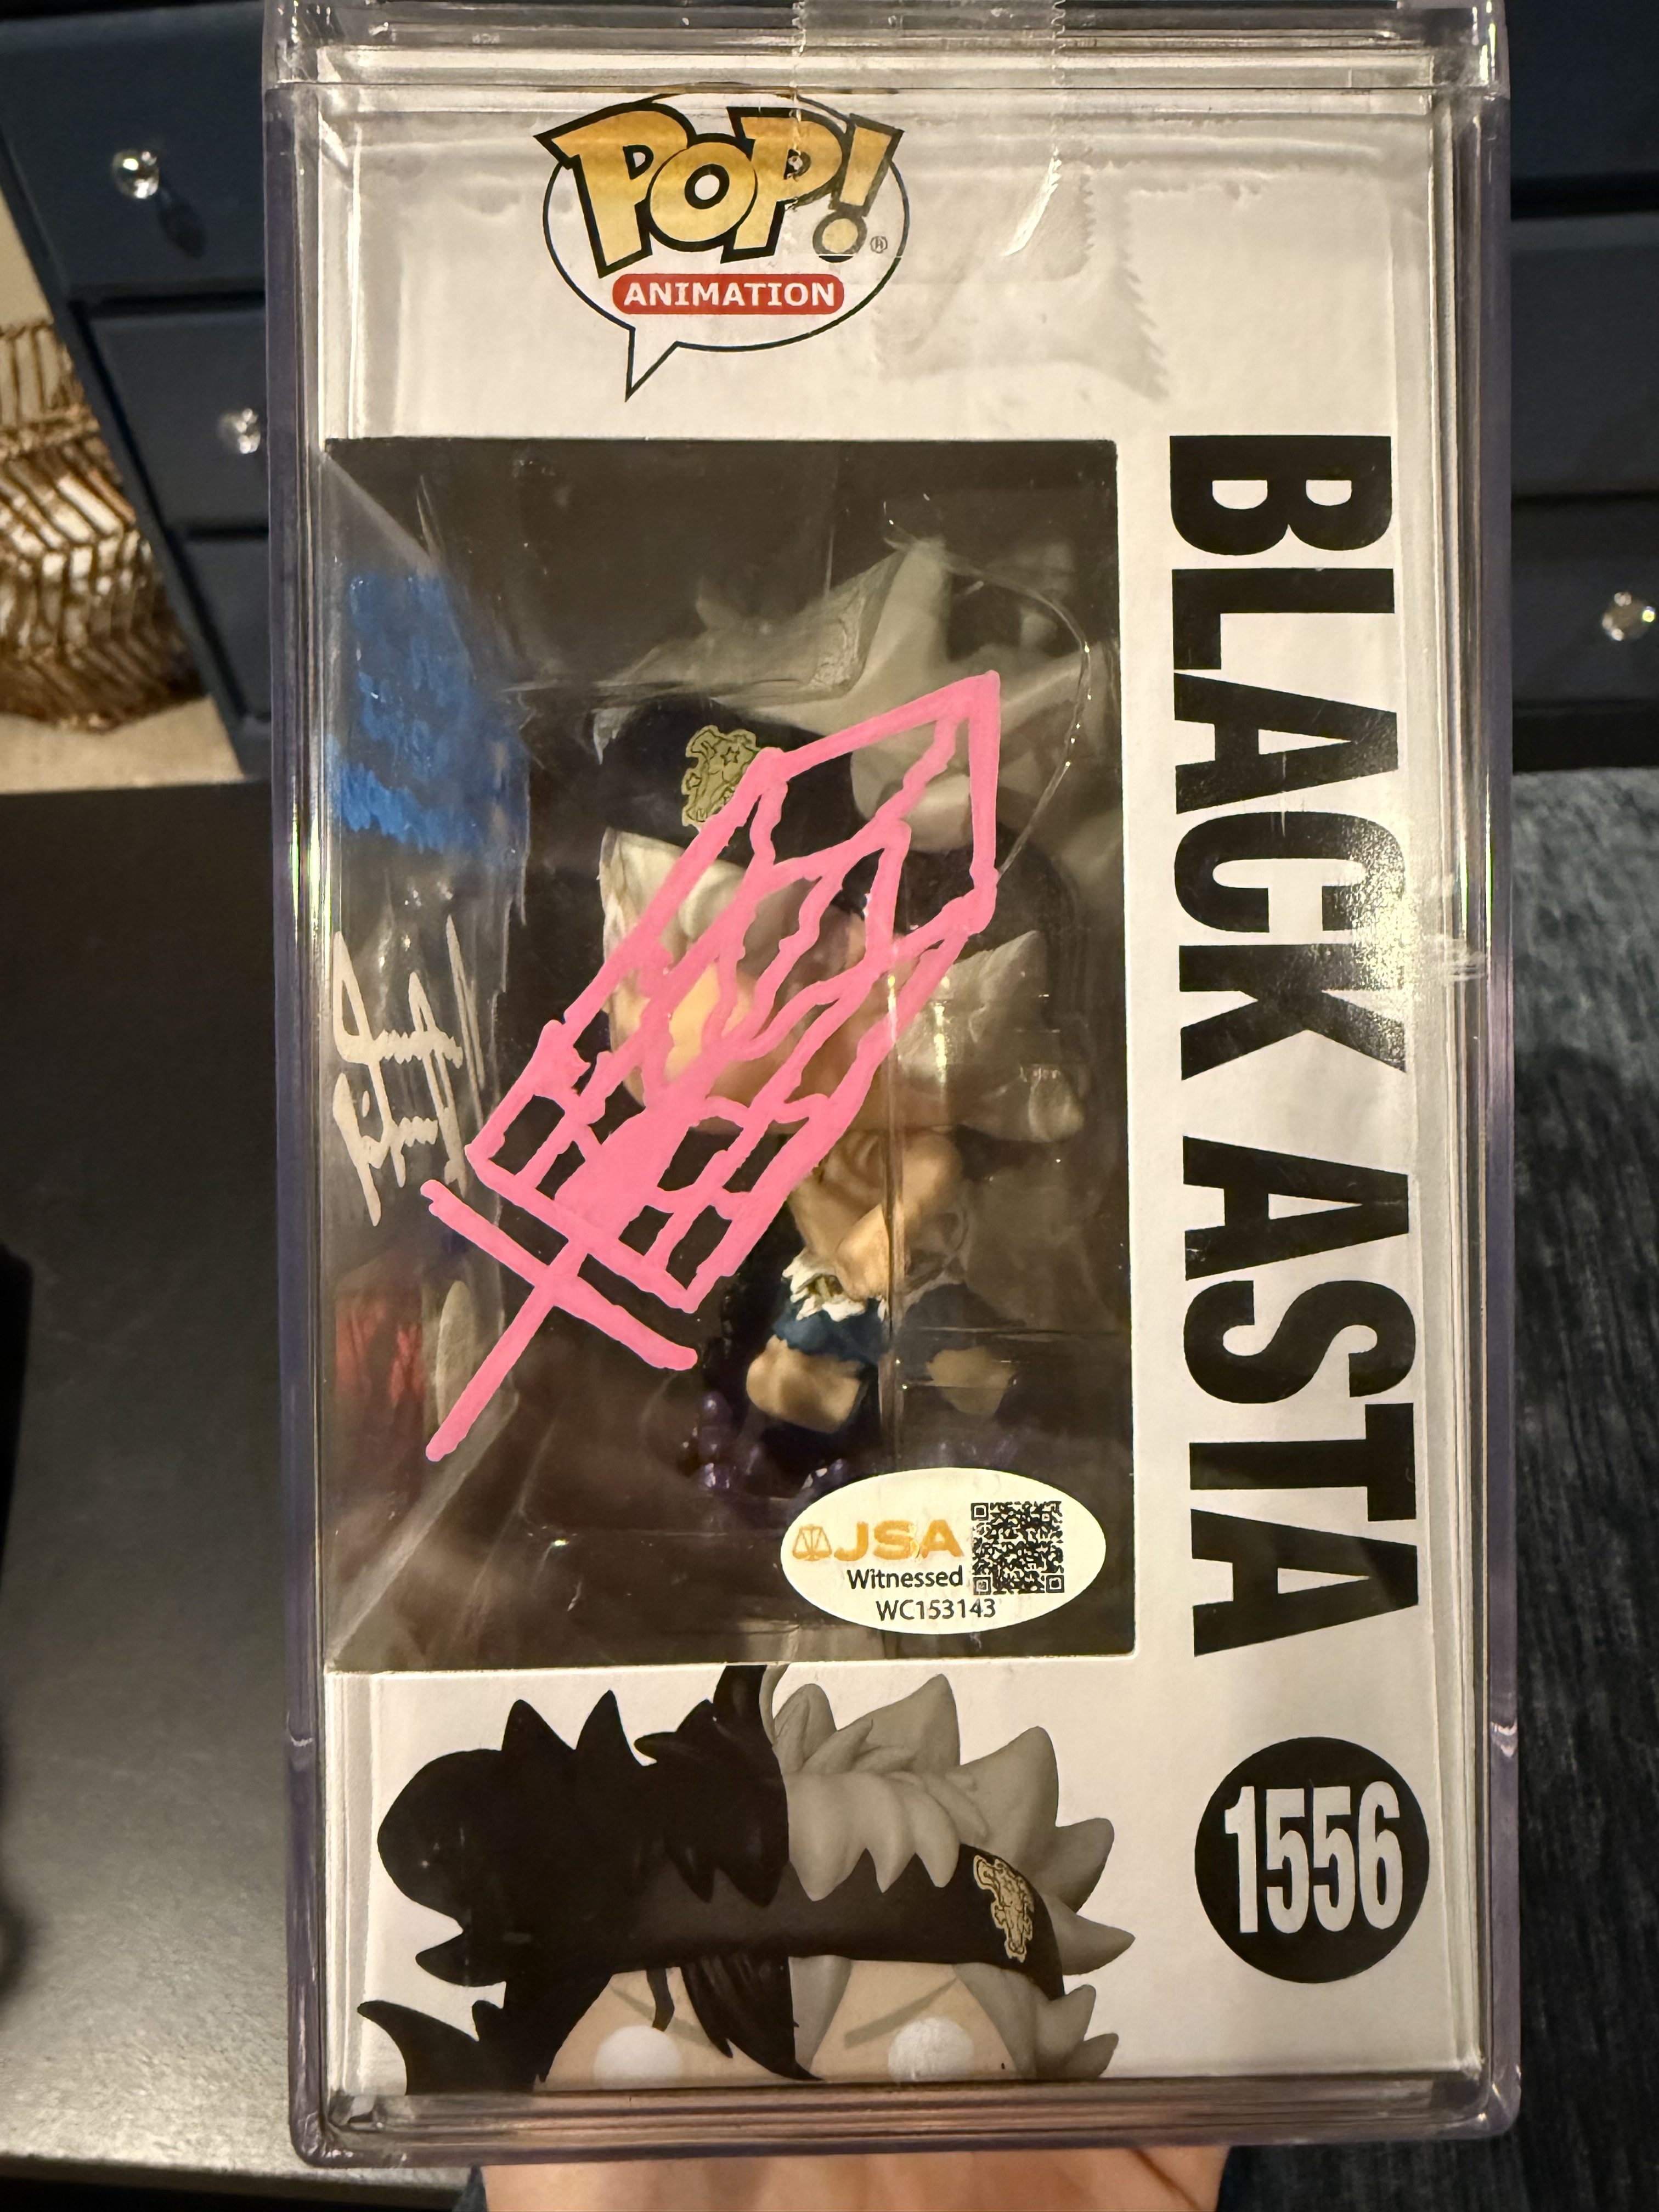 POP!®
ANIMATION
BLACK ASTA
JSA
Witnessed
WC153143
1556